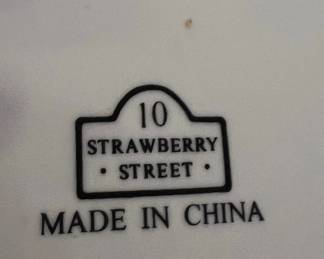 10
STRAWBERRY
· STREET ·
MADE IN CHINA